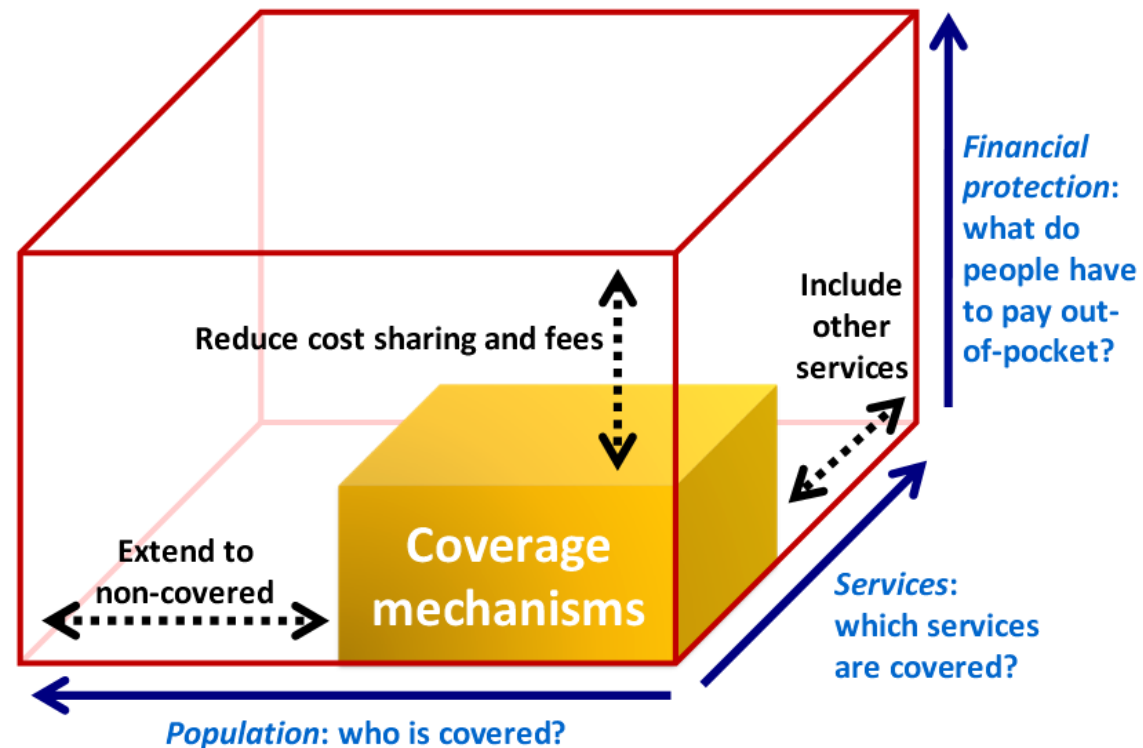 Financial
protection:
what do
people have
to pay out-
of-pocket?
Include
other
services
Reduce cost sharing and fees
Extend to
non-covered
Coverage
mechanisms
Services:
which services
are covered?
Population: who is covered?